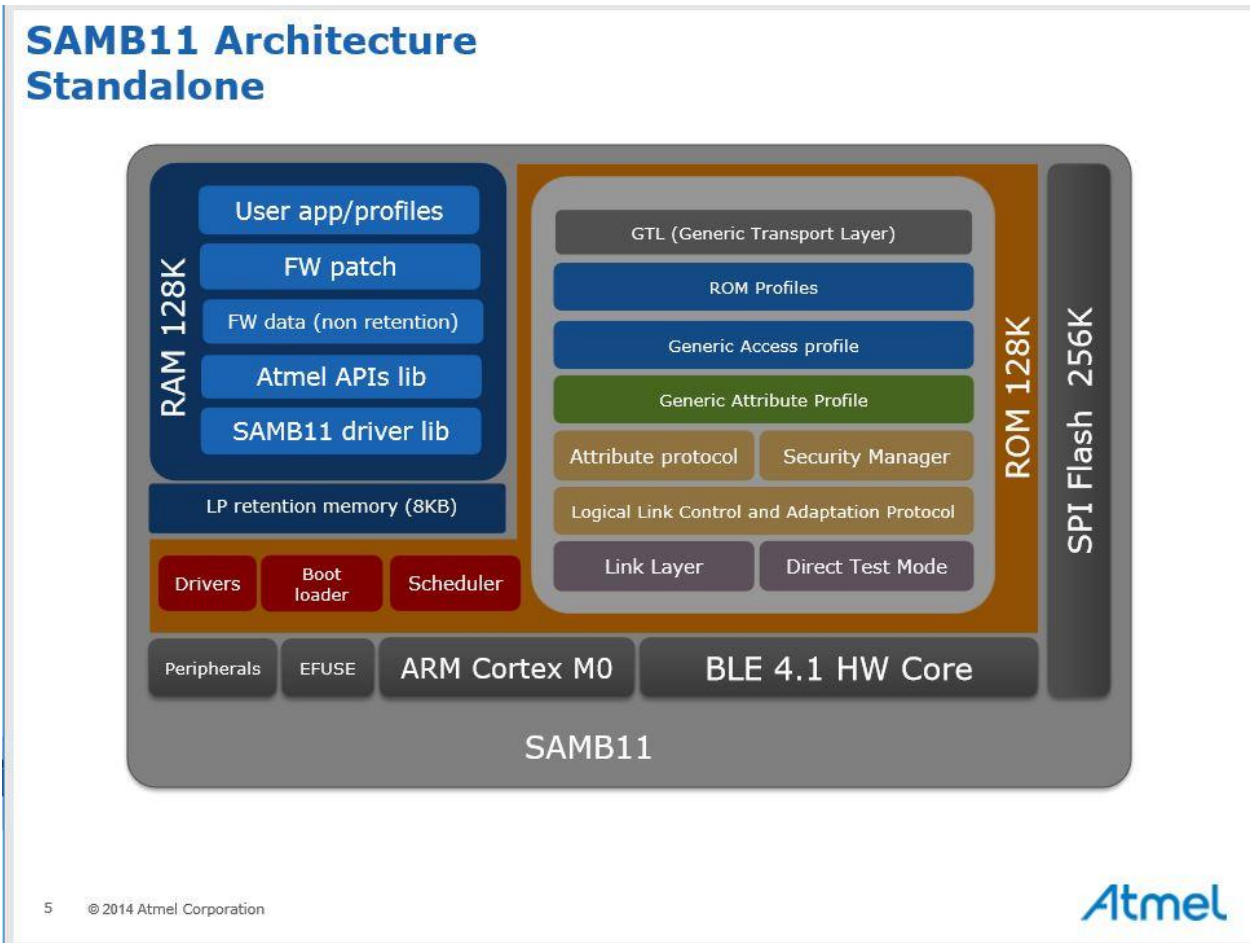 SAMB11 Architecture
Standalone
RAM 128K
User app/profiles
FW patch
FW data (non retention)
Atmel APIs lib
SAMB11 driver lib
LP retention memory (8KB)
Drivers
Boot
loader
Scheduler
GTL (Generic Transport Layer)
ROM Profiles
Generic Access profile
Generic Attribute Profile
Attribute protocol
Security Manager
Logical Link Control and Adaptation Protocol
Link Layer
Direct Test Mode
ROM 128K
SPI Flash 256K
Peripherals
EFUSE
ARM Cortex M0
BLE 4.1 HW Core
SAMB11
5 © 2014 Atmel Corporation
Atmel